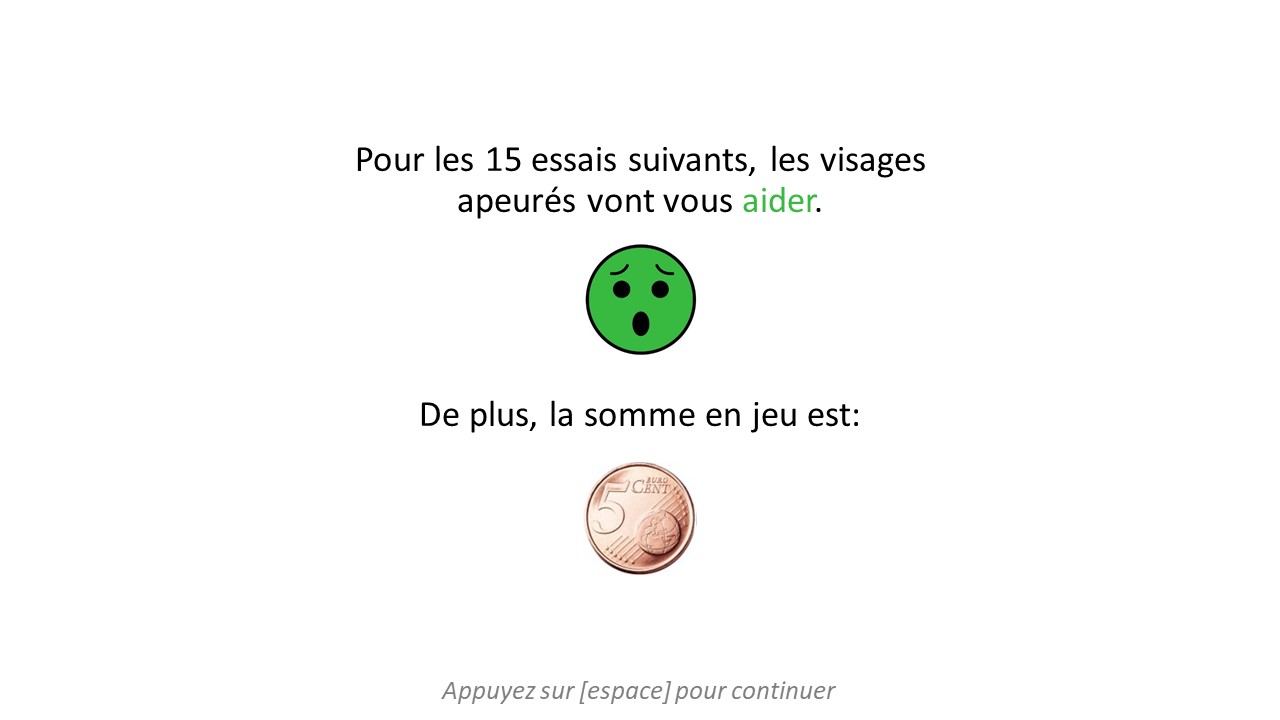 Pour les 15 essais suivants, les visages
apeurés vont vous aider.
De plus, la somme en jeu est:
5 EURO
CENT
Appuyez sur [espace] pour continuer